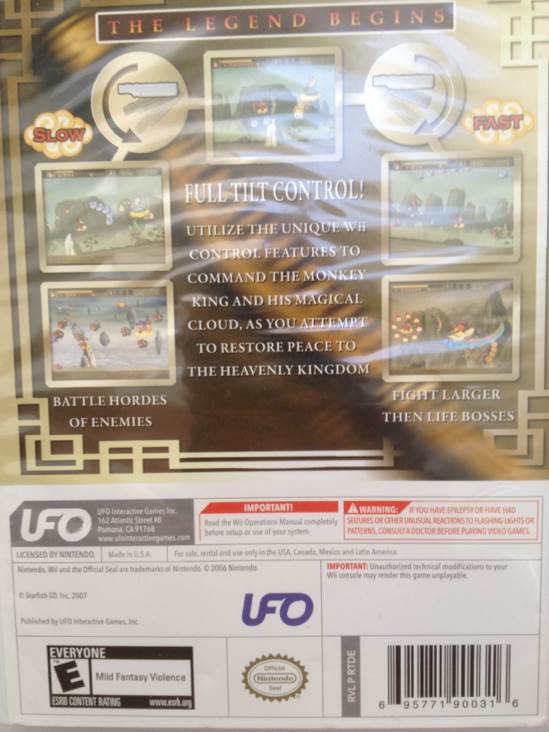 THE LEGEND BEGINS
SLOW
FAST
FULL TILT CONTROL!
UTILIZE THE UNIQUE Wii
CONTROL FEATURES TO
COMMAND THE MONKEY
KING AND HIS MAGICAL
CLOUD, AS YOU ATTEMPT
TO RESTORE PEACE TO
THE HEAVENLY KINGDOM
BATTLE HORDES
OF ENEMIES
FIGHT LARGER
THEN LIFE BOSSES
UFO
UFO Interactive Games Inc.
162 Atlantic Street #B
Pomona, CA 91768
www.ufointeractivegames.com
IMPORTANT!
Read the Wii Operations Manual completely
before setup or use of your system.
WARNING: IF YOU HAVE EPILEPSY OR HAVE HAD
SEIZURES OR OTHER UNUSUAL REACTIONS TO FLASHING LIGHTS OR
PATTERNS, CONSULT A DOCTOR BEFORE PLAYING VIDEO GAMES.
LICENSED BY NINTENDO.
Made in U.S.A.
For sale, rental and use only in the USA, Canada, Mexico and Latin America.
Nintendo, Wii and the Official Seal are trademarks of Nintendo. © 2006 Nintendo.
IMPORTANT: Unauthorized technical modifications to your
Wii console may render this game unplayable.
© Starfish SD, Inc. 2007
Published by UFO Interactive Games, Inc.
UFO
EVERYONE
E
Mild Fantasy Violence
ESRB CONTENT RATING www.esrb.org
Official
Nintendo
Seal
RVL P RTDE
6 95771 90031 6